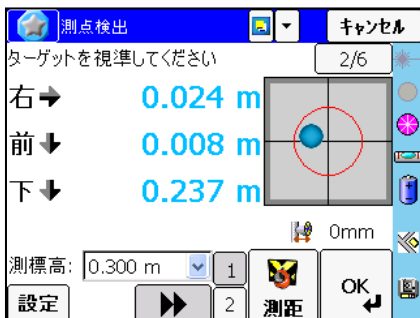 測点検出
キャンセル
ターゲットを視準してください
2/6
右➡ 0.024 m
前⬇ 0.008 m
下⬇ 0.237 m
0mm
測標高: 0.300 m
1
設定
2
測距
OK